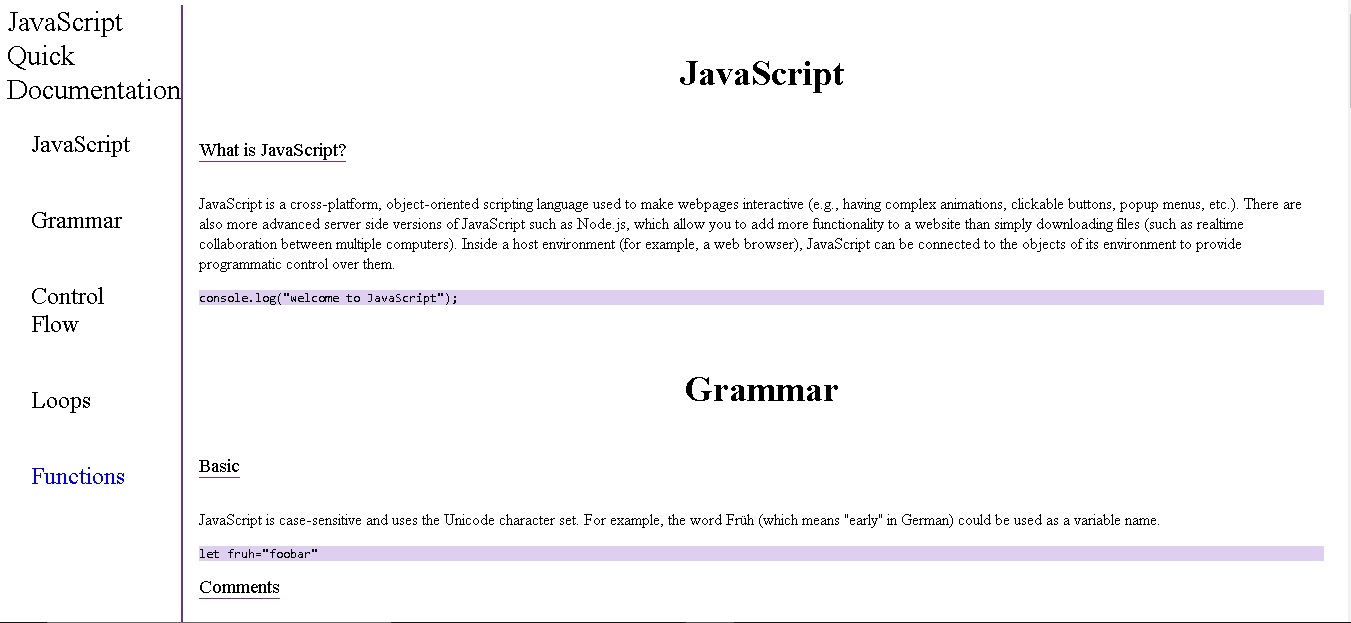 JavaScript
Quick
Documentation
JavaScript
Grammar
Control
Flow
Loops
Functions
JavaScript
What is JavaScript?
JavaScript is a cross-platform, object-oriented scripting language used to make webpages interactive (e.g., having complex animations, clickable buttons, popup menus, etc.). There are
also more advanced server side versions of JavaScript such as Node.js, which allow you to add more functionality to a website than simply downloading files (such as realtime
collaboration between multiple computers). Inside a host environment (for example, a web browser), JavaScript can be connected to the objects of its environment to provide
programmatic control over them.
console.log("welcome to JavaScript");
Grammar
Basic
JavaScript is case-sensitive and uses the Unicode character set. For example, the word Früh (which means "early" in German) could be used as a variable name.
let fruh="foobar"
Comments